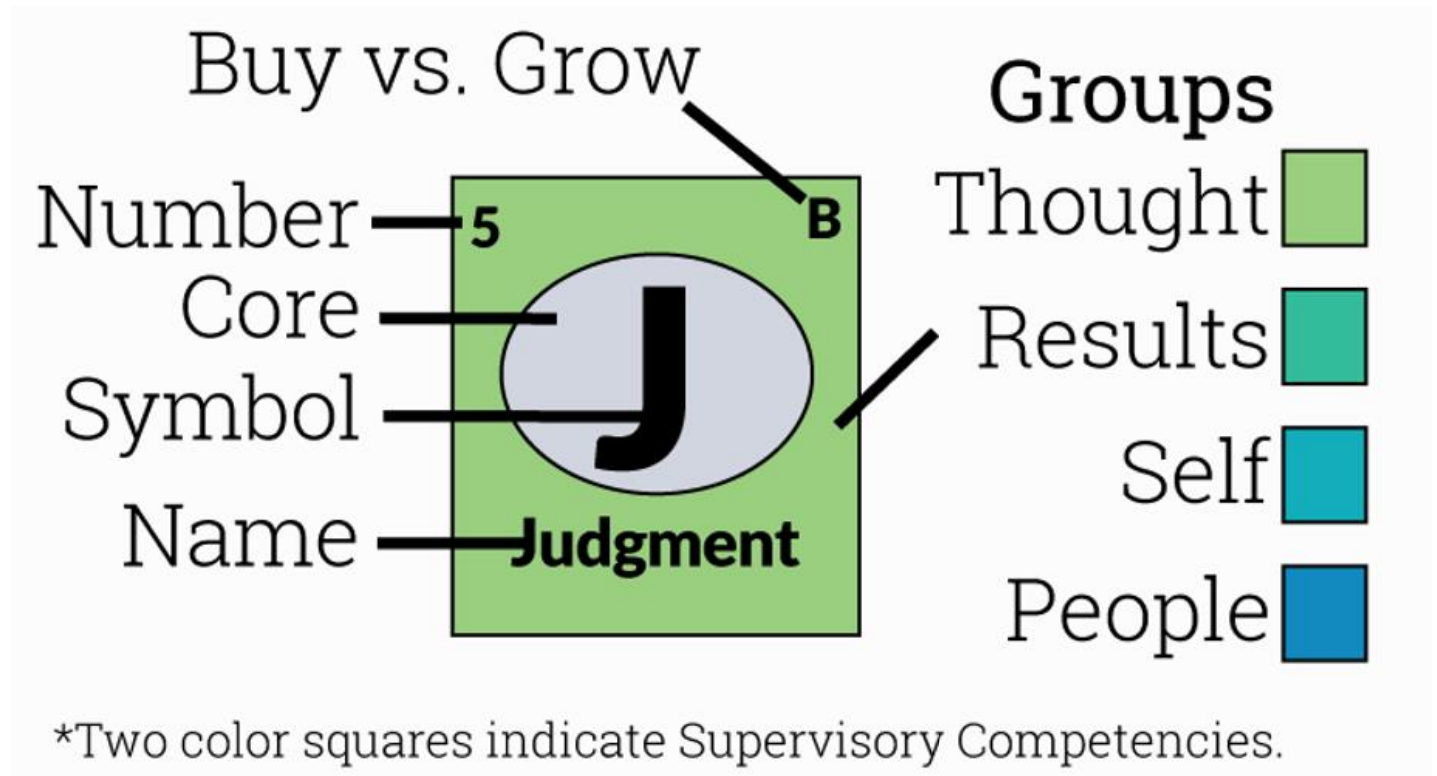 Buy vs. Grow
Groups
Number
5
B
Thought
Core
J
Results
Symbol
Self
Name
Judgment
People
*Two color squares indicate Supervisory Competencies.